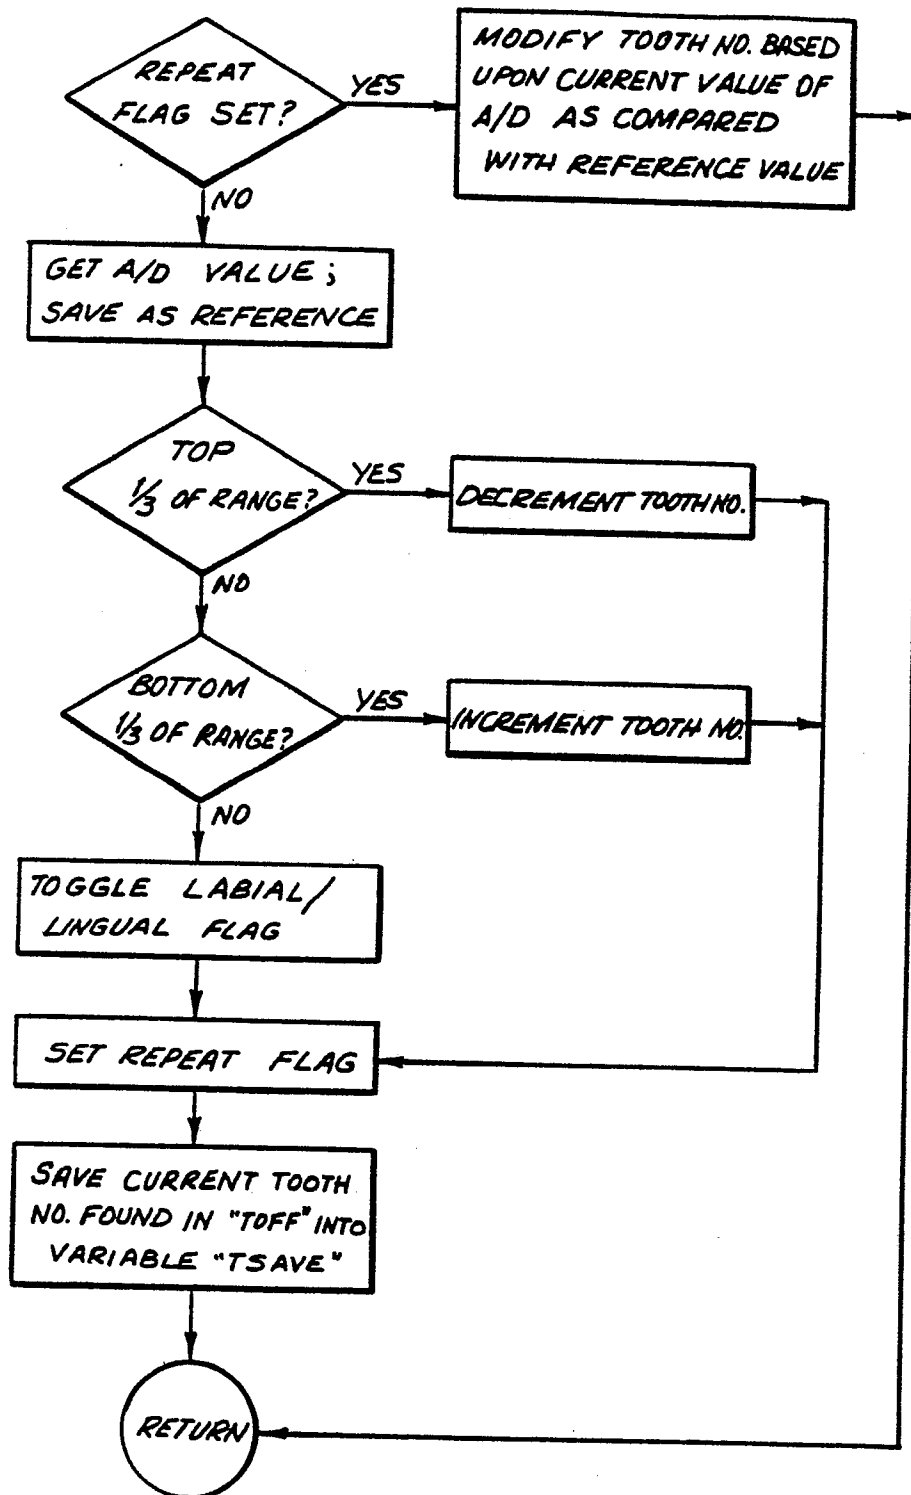 REPEAT
FLAG SET?
YES
MODIFY TOOTH NO. BASED
UPON CURRENT VALUE OF
A/D AS COMPARED
WITH REFERENCE VALUE
NO
GET A/D VALUE;
SAVE AS REFERENCE
TOP
1/3 OF RANGE?
YES
DECREMENT TOOTH NO.
NO
BOTTOM
1/3 OF RANGE?
YES
INCREMENT TOOTH NO.
NO
TOGGLE LABIAL/
LINGUAL FLAG
SET REPEAT FLAG
SAVE CURRENT TOOTH
NO. FOUND IN "TOFF" INTO
VARIABLE "TSAVE"
RETURN